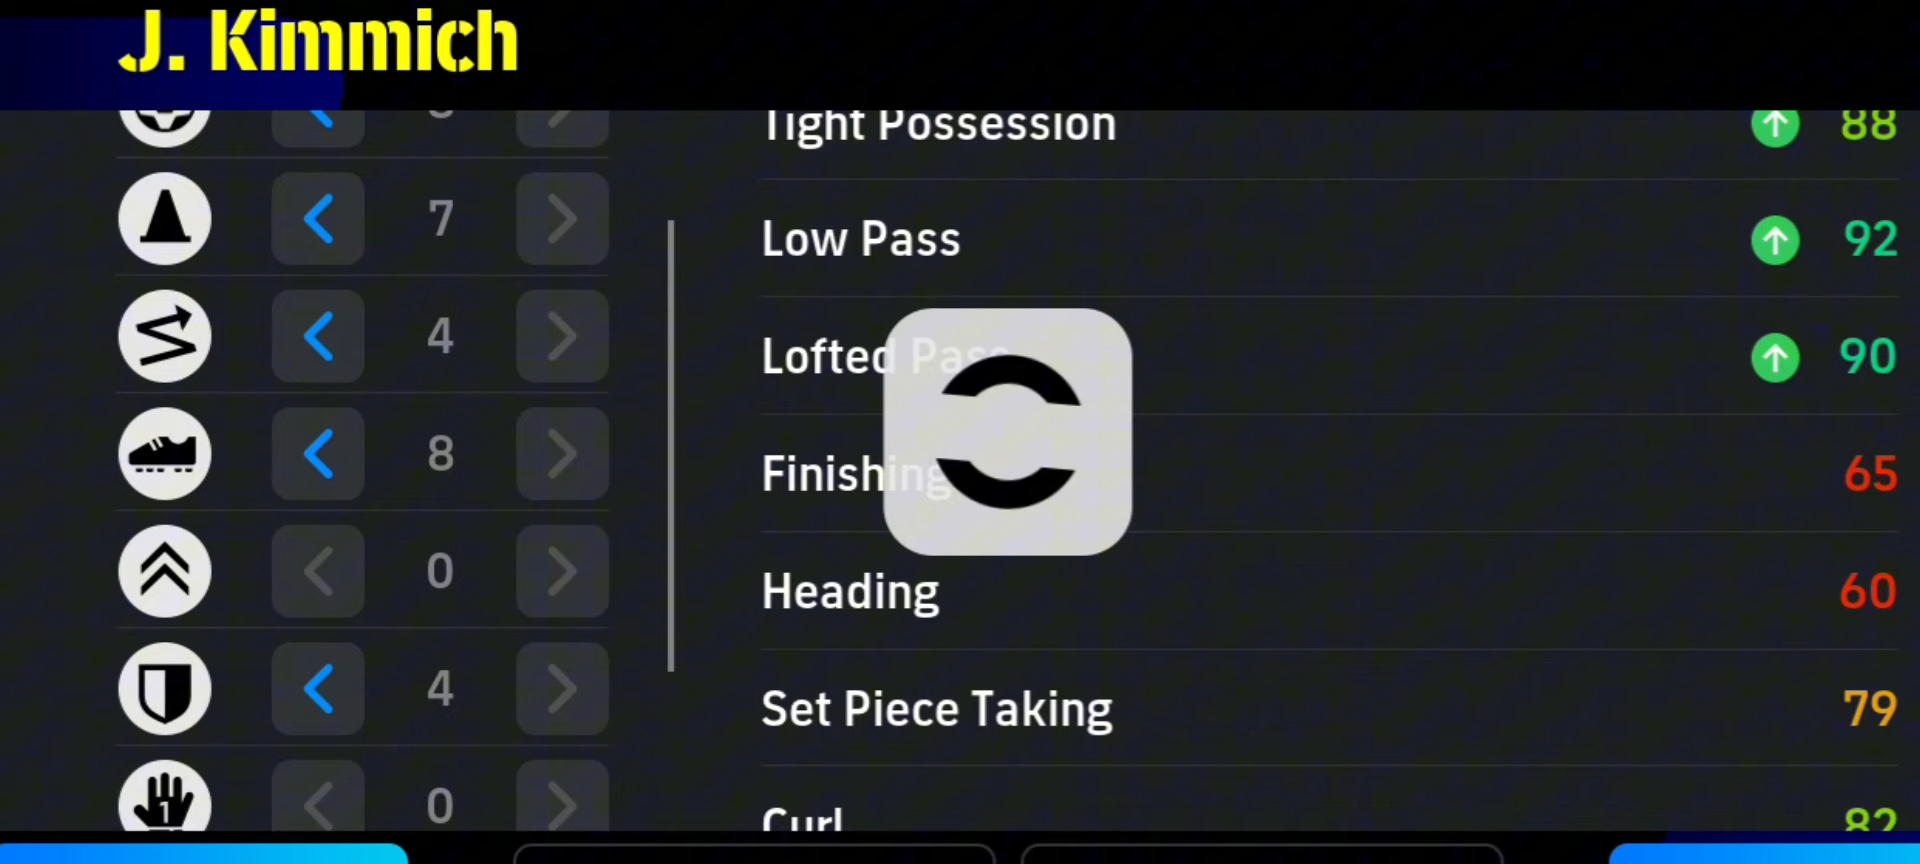 J. Kimmich
Tight Possession 88
7
Low Pass 92
4
Lofted Pass 90
8
Finishing 65
0
Heading 60
4
Set Piece Taking 79
1
0
Curl 82